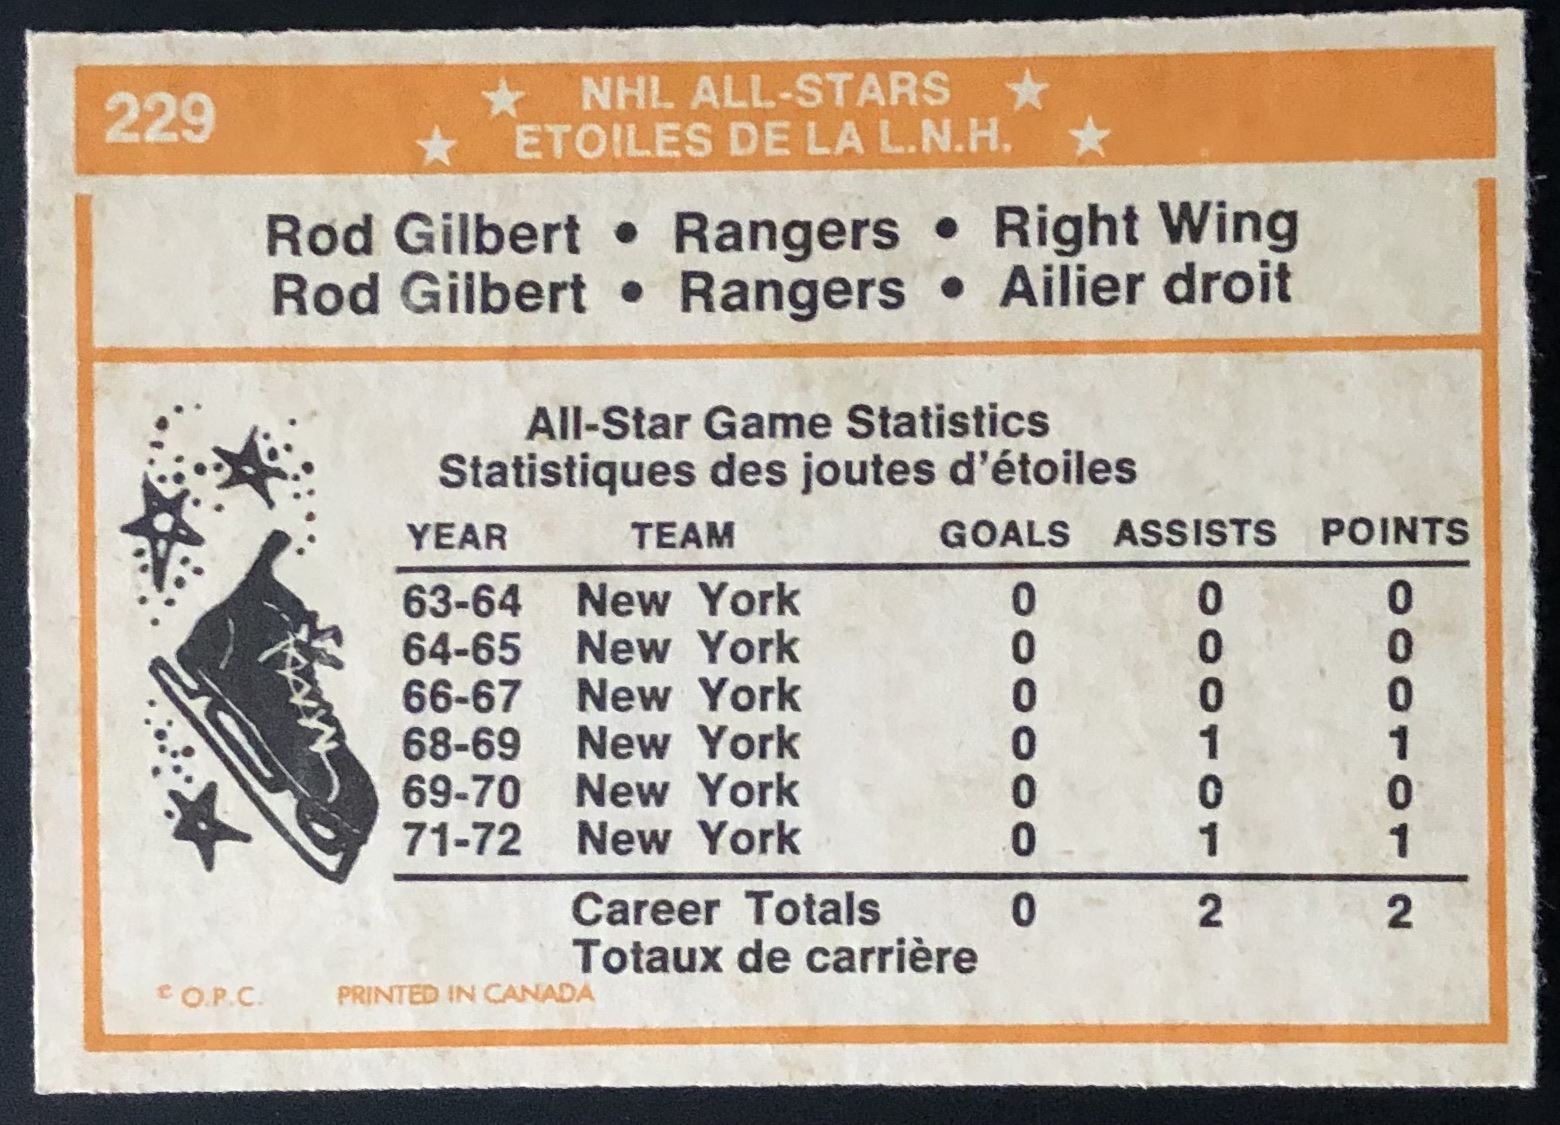 229
NHL ALL-STARS
ETOILES DE LA L.N.H.
Rod Gilbert • Rangers • Right Wing
Rod Gilbert • Rangers • Ailier droit
All-Star Game Statistics
Statistiques des joutes d'étoiles
YEAR TEAM GOALS ASSISTS POINTS
63-64 New York 0 0 0
64-65 New York 0 0 0
66-67 New York 0 0 0
68-69 New York 0 1 1
69-70 New York 0 0 0
71-72 New York 0 1 1
Career Totals 0 2 2
Totaux de carrière
© O.P.C. PRINTED IN CANADA